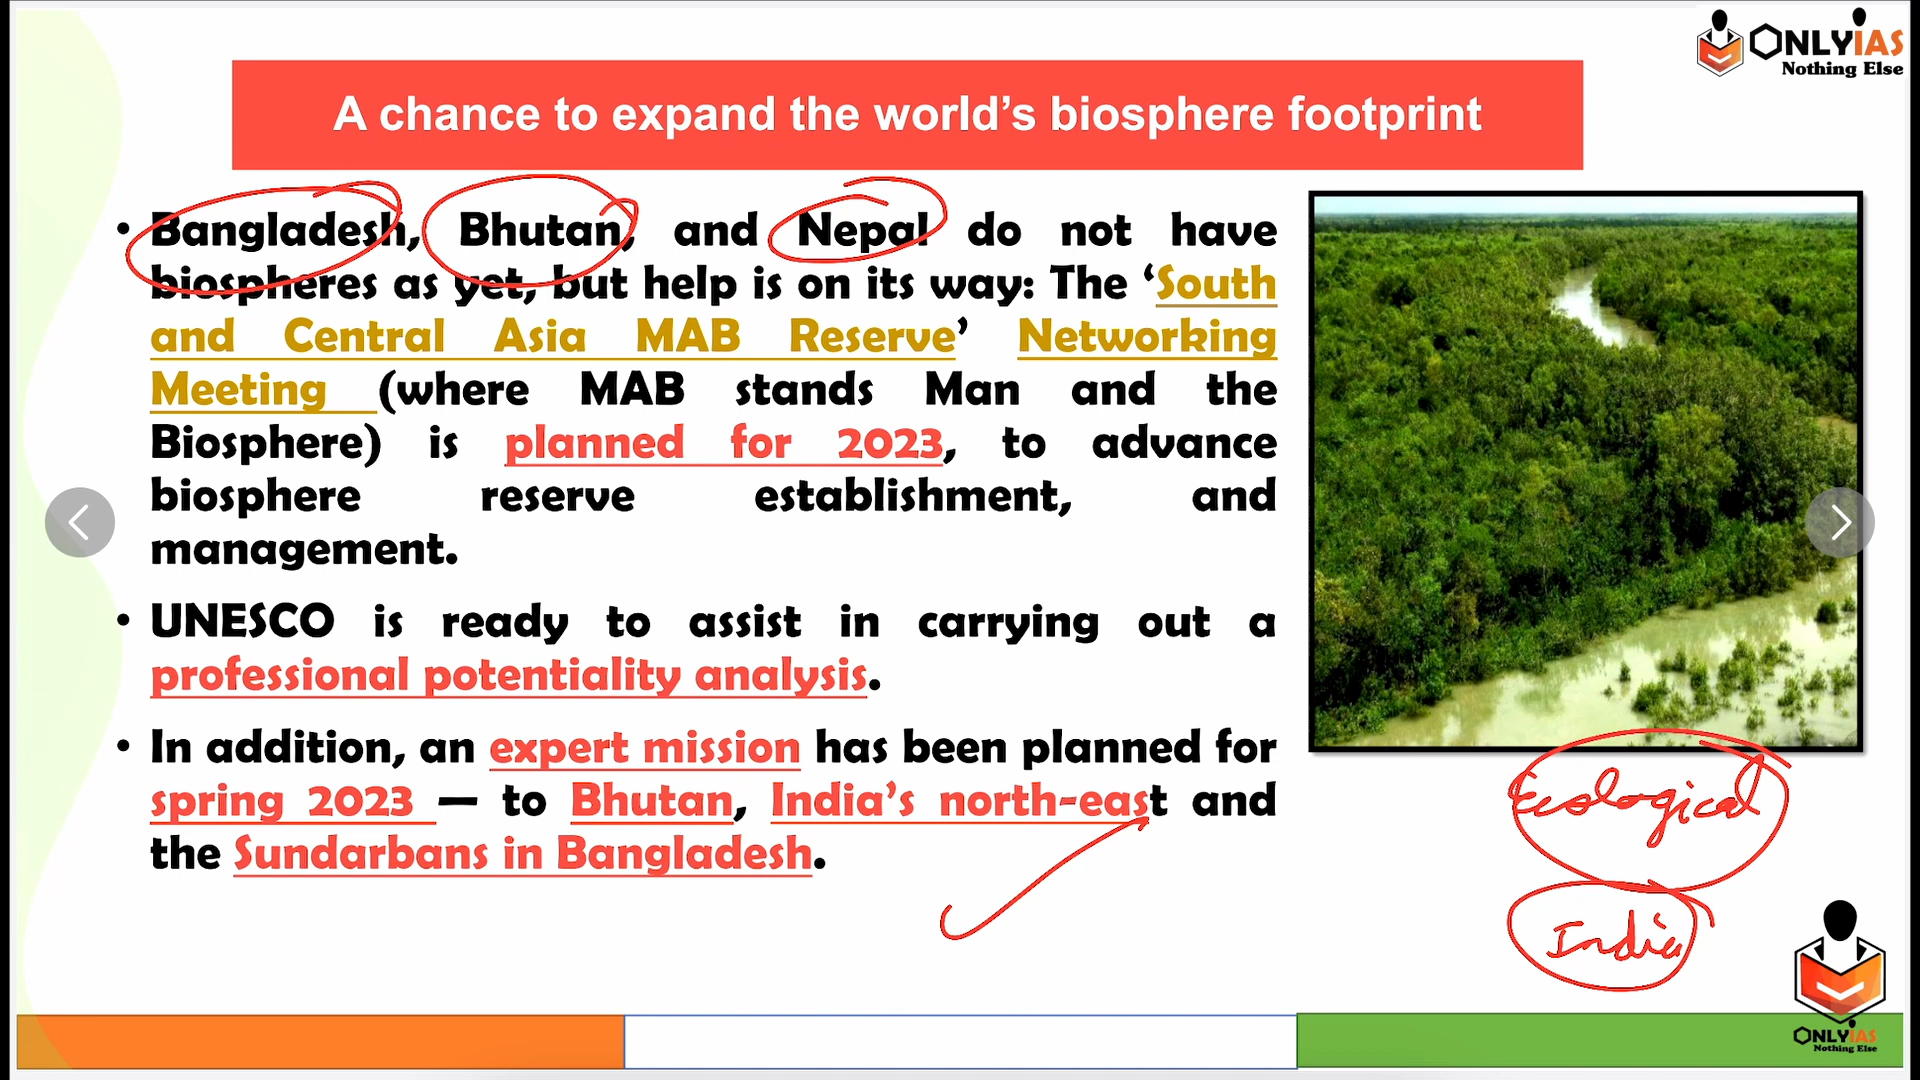 ONLYIAS
Nothing Else
A chance to expand the world's biosphere footprint
• Bangladesh, Bhutan, and Nepal do not have
biospheres as yet, but help is on its way: The ‘South
and Central Asia MAB Reserve’ Networking
Meeting (where MAB stands Man and the
Biosphere) is planned for 2023, to advance
biosphere reserve establishment, and
management.
• UNESCO is ready to assist in carrying out a
professional potentiality analysis.
• In addition, an expert mission has been planned for
spring 2023 — to Bhutan, India’s north-east and
the Sundarbans in Bangladesh.
Ecological
India
ONLYIAS
Nothing Else